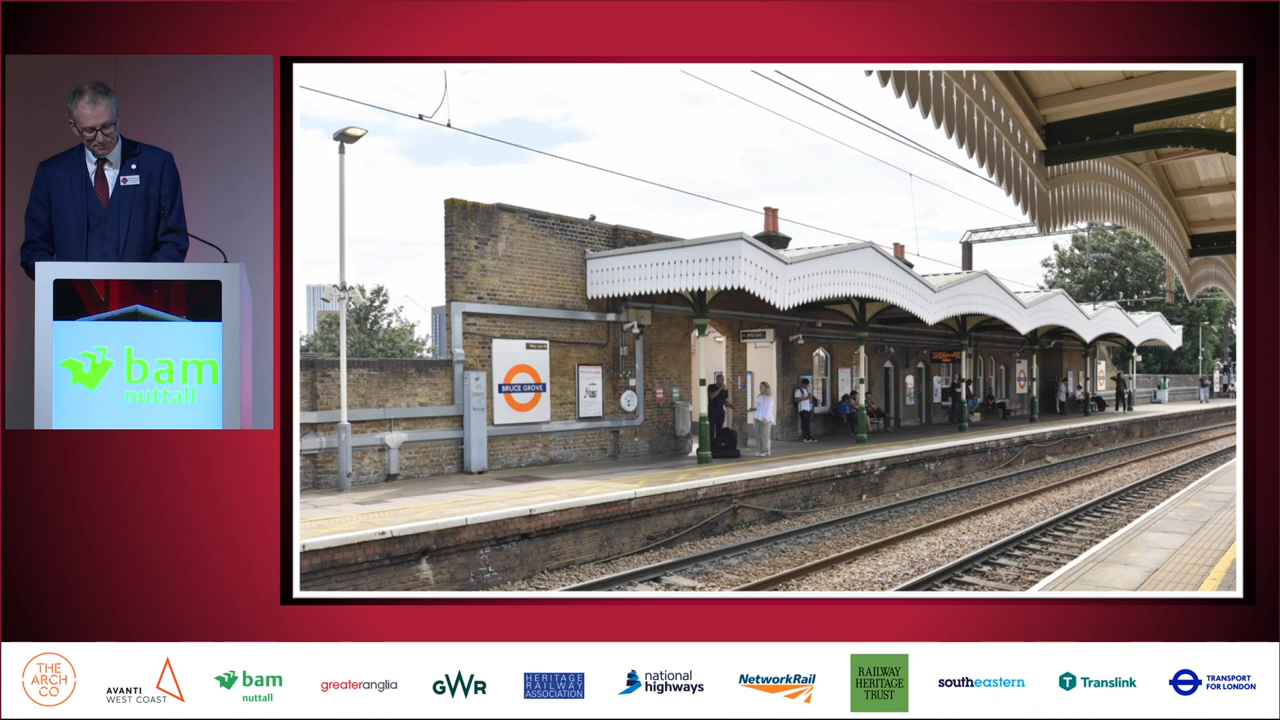 bam
nuttall
BRUCE GROVE
THE
ARCH
CO
AVANTI
WEST COAST
bam
nuttall
greateranglia
GWR
HERITAGE
RAILWAY
ASSOCIATION
national
highways
NetworkRail
RAILWAY
HERITAGE
TRUST
southeastern
Translink
TRANSPORT
FOR LONDON